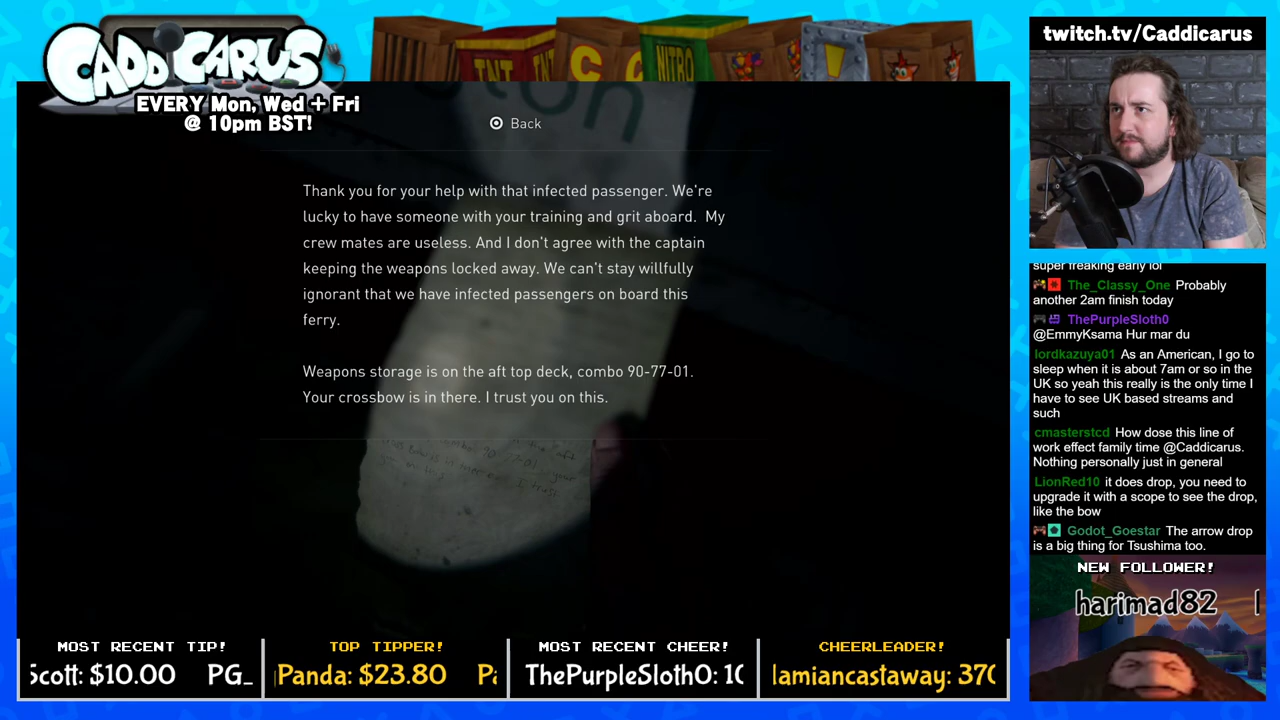 CADDICARUS
EVERY Mon, Wed + Fri
@ 10pm BST!
TNT
C
C
NITRO
ton
Back
Thank you for your help with that infected passenger. We're
lucky to have someone with your training and grit aboard. My
crew mates are useless. And I don't agree with the captain
keeping the weapons locked away. We can't stay willfully
ignorant that we have infected passengers on board this
ferry.
Weapons storage is on the aft top deck, combo 90-77-01.
Your crossbow is in there. I trust you on this.
twitch.tv/Caddicarus
super freaking early lol
The_Classy_One Probably
another 2am finish today
ThePurpleSloth0
@EmmyKsama Hur mar du
lordkazuya01 As an American, I go to
sleep when it is about 7am or so in the
UK so yeah this really is the only time I
have to see UK based streams and
such
cmasterstcd How dose this line of
work effect family time @Caddicarus.
Nothing personally just in general
LionRed10 it does drop, you need to
upgrade it with a scope to see the drop,
like the bow
Godot_Goestar The arrow drop
is a big thing for Tsushima too.
NEW FOLLOWER!
harimad82
MOST RECENT TIP!
Scott: $10.00 PG_
TOP TIPPER!
Panda: $23.80 Pa
MOST RECENT CHEER!
ThePurpleSloth0: 10
CHEERLEADER!
lamiancastaway: 370